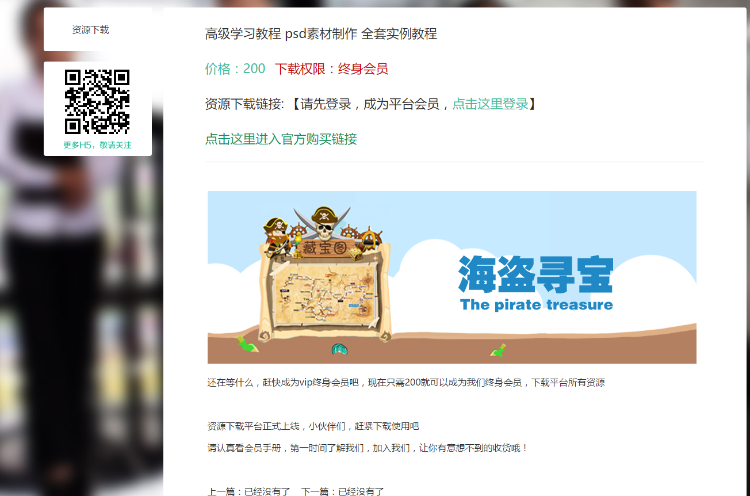 资源下载
更多H5，敬请关注
高级学习教程 psd素材制作 全套实例教程
价格：200 下载权限：终身会员
资源下载链接: 【请先登录，成为平台会员，点击这里登录】
点击这里进入官方购买链接
藏宝图
海盗寻宝
The pirate treasure
还在等什么，赶快成为vip终身会员吧，现在只需200就可以成为我们终身会员，下载平台所有资源
资源下载平台正式上线，小伙伴们，赶紧下载使用吧
请认真看会员手册，第一时间了解我们，加入我们，让你有意想不到的收货哦！
上一篇：已经没有了 下一篇：已经没有了